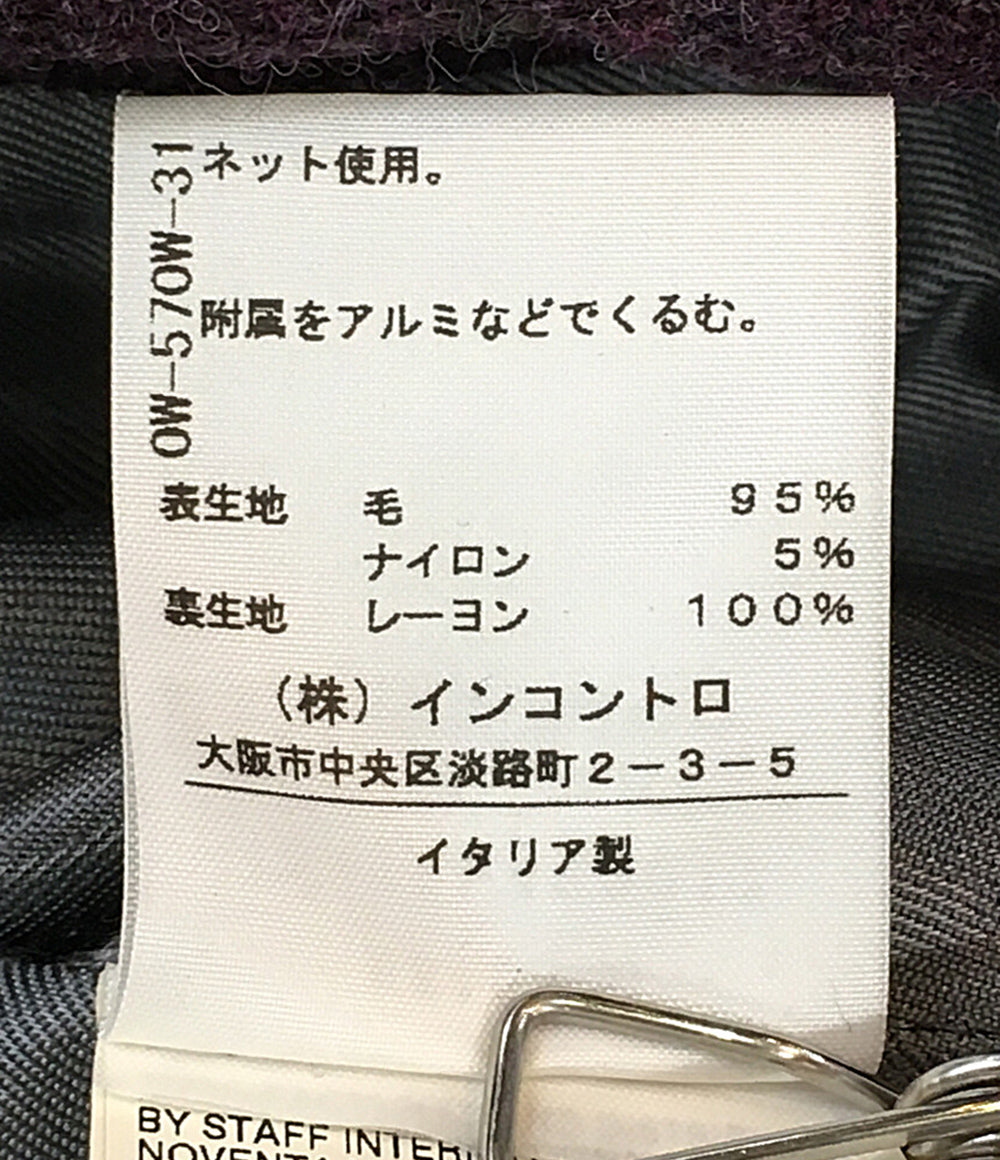 ネット使用。
OW-570W-31
附属をアルミなどでくるむ。
表生地 毛 95%
ナイロン 5%
裏生地 レーヨン 100%
(株) インコントロ
大阪市中央区淡路町2-3-5
イタリア製
BY STAFF